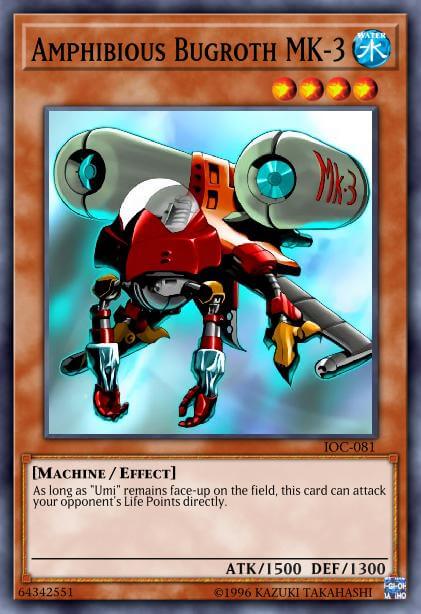 AMPHIBIOUS BUGROTH MK-3
WATER
水
Mk-3
IOC-081
[MACHINE / EFFECT]
As long as "Umi" remains face-up on the field, this card can attack
your opponent's Life Points directly.
ATK/1500 DEF/1300
64342551
©1996 KAZUKI TAKAHASHI